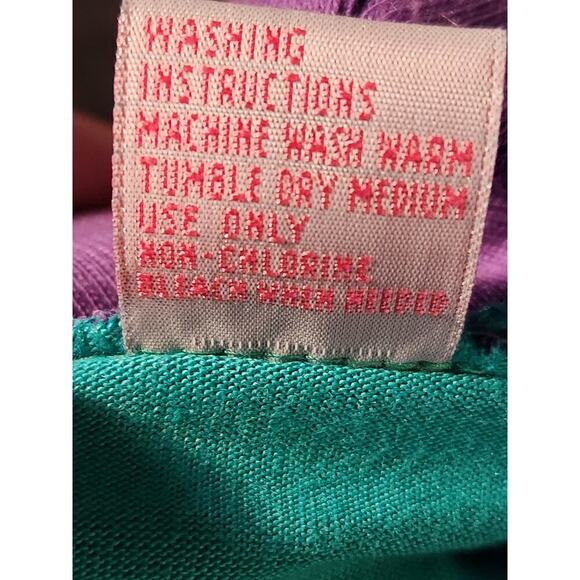 WASHING
INSTRUCTIONS
MACHINE WASH WARM
TUMBLE DRY MEDIUM
USE ONLY
NON-CHLORINE
BLEACH WHEN NEEDED